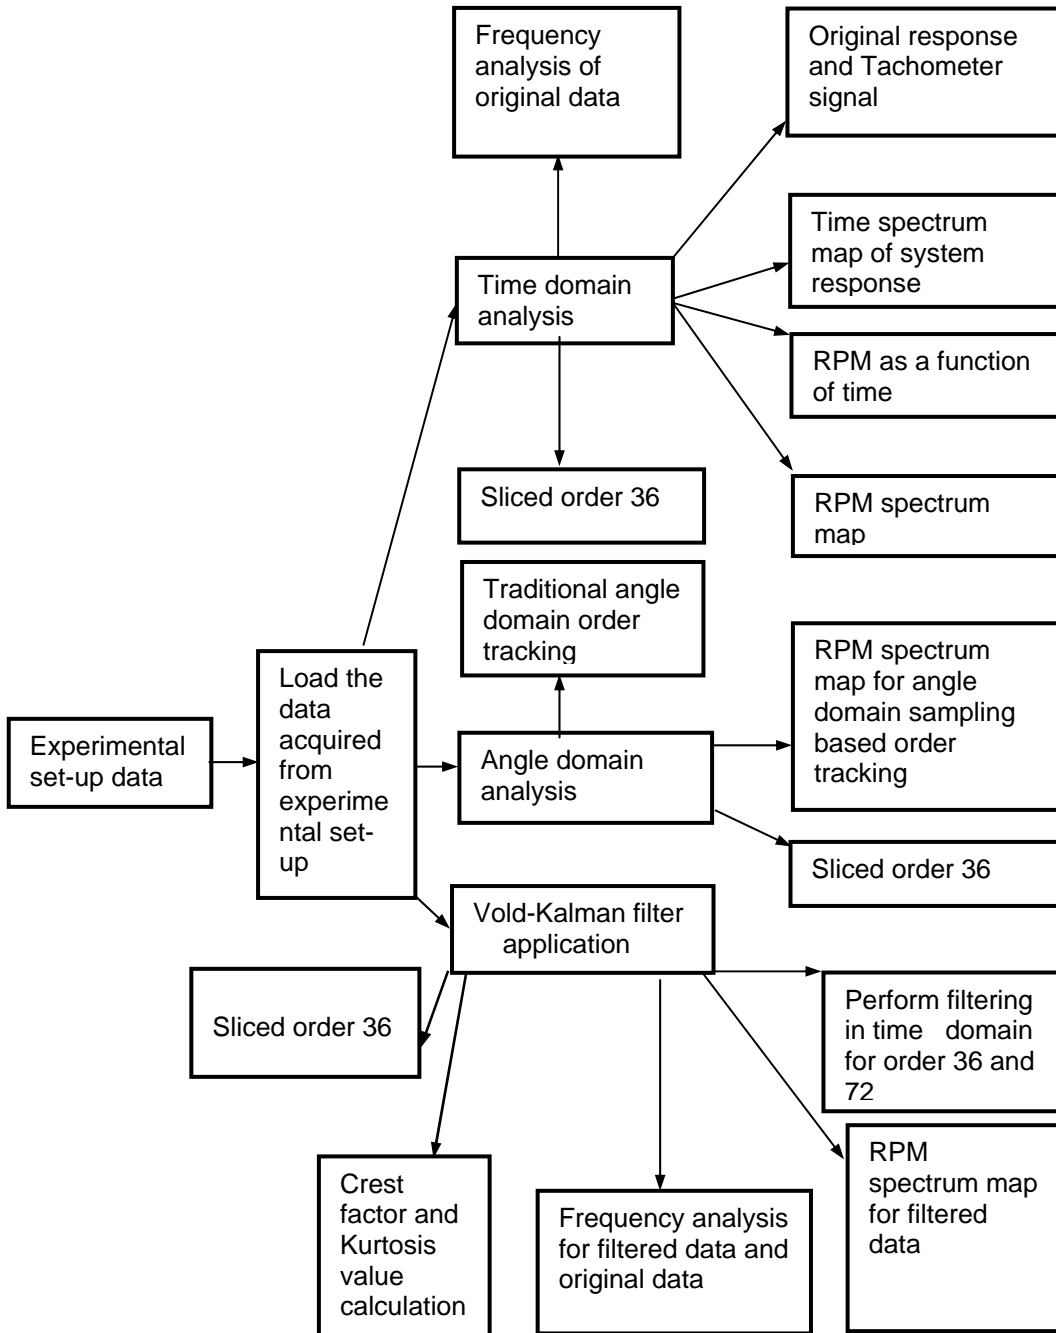 Frequency
analysis of
original data
Original response
and Tachometer
signal
Time spectrum
map of system
response
Time domain
analysis
RPM as a function
of time
Sliced order 36
RPM spectrum
map
Traditional angle
domain order
tracking
RPM spectrum
map for angle
domain sampling
based order
tracking
Load the
data
acquired
from
experime
ntal set-
up
Experimental
set-up data
Angle domain
analysis
Sliced order 36
Vold-Kalman filter
application
Sliced order 36
Perform filtering
in time domain
for order 36 and
72
Crest
factor and
Kurtosis
value
calculation
Frequency analysis
for filtered data and
original data
RPM
spectrum map
for filtered
data